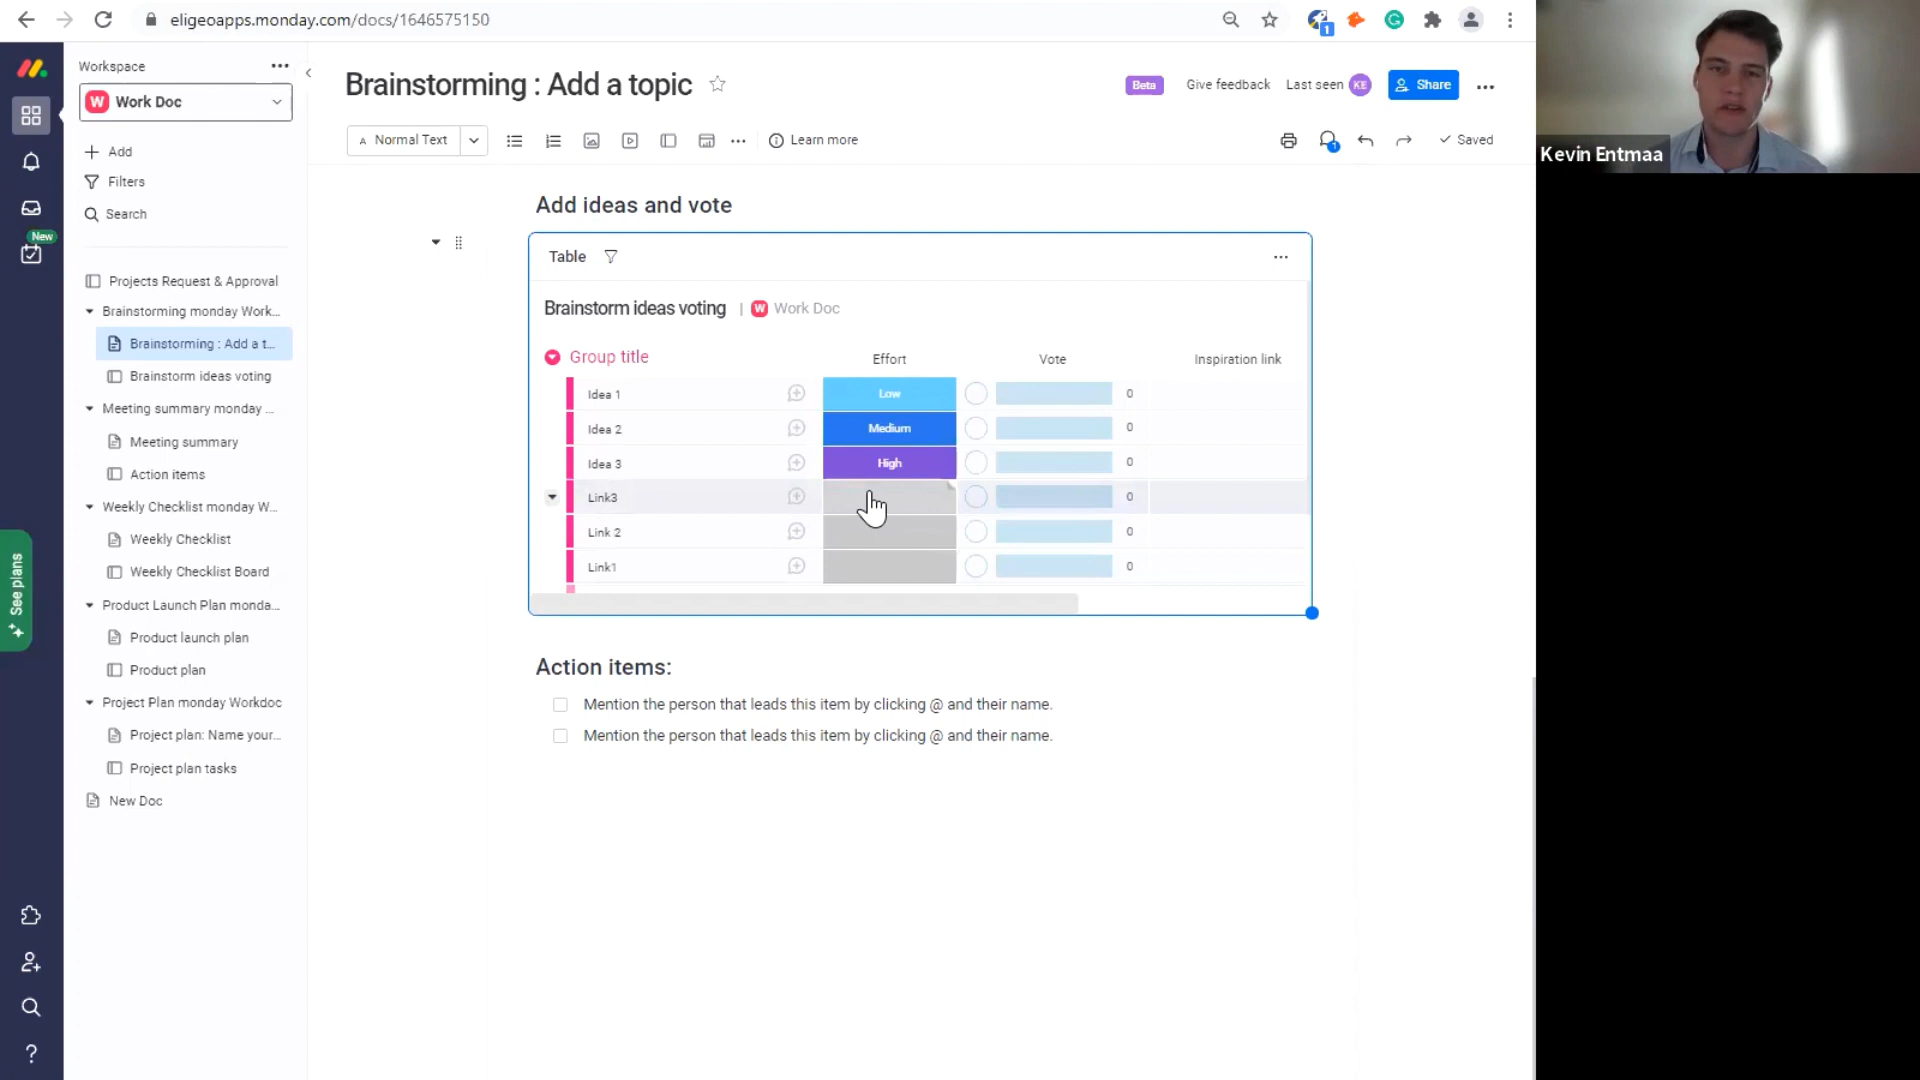 eligeoapps.monday.com/docs/1646575150
1
Kevin Entmaa
Workspace
W Work Doc
Add
Filters
Search
New
Projects Request & Approval
Brainstorming monday Work...
Brainstorming : Add a t...
Brainstorm ideas voting
Meeting summary monday ...
Meeting summary
Action items
Weekly Checklist monday W...
Weekly Checklist
Weekly Checklist Board
Product Launch Plan monda...
Product launch plan
Product plan
Project Plan monday Workdoc
Project plan: Name your...
Project plan tasks
New Doc
See plans
Brainstorming : Add a topic
Beta
Give feedback
Last seen KE
Share
A Normal Text
Learn more
1
Saved
Add ideas and vote
Table
Brainstorm ideas voting | W Work Doc
Group title Effort Vote Inspiration link
Idea 1 Low 0
Idea 2 Medium 0
Idea 3 High 0
Link3 0
Link 2 0
Link1 0
Action items:
Mention the person that leads this item by clicking @ and their name.
Mention the person that leads this item by clicking @ and their name.